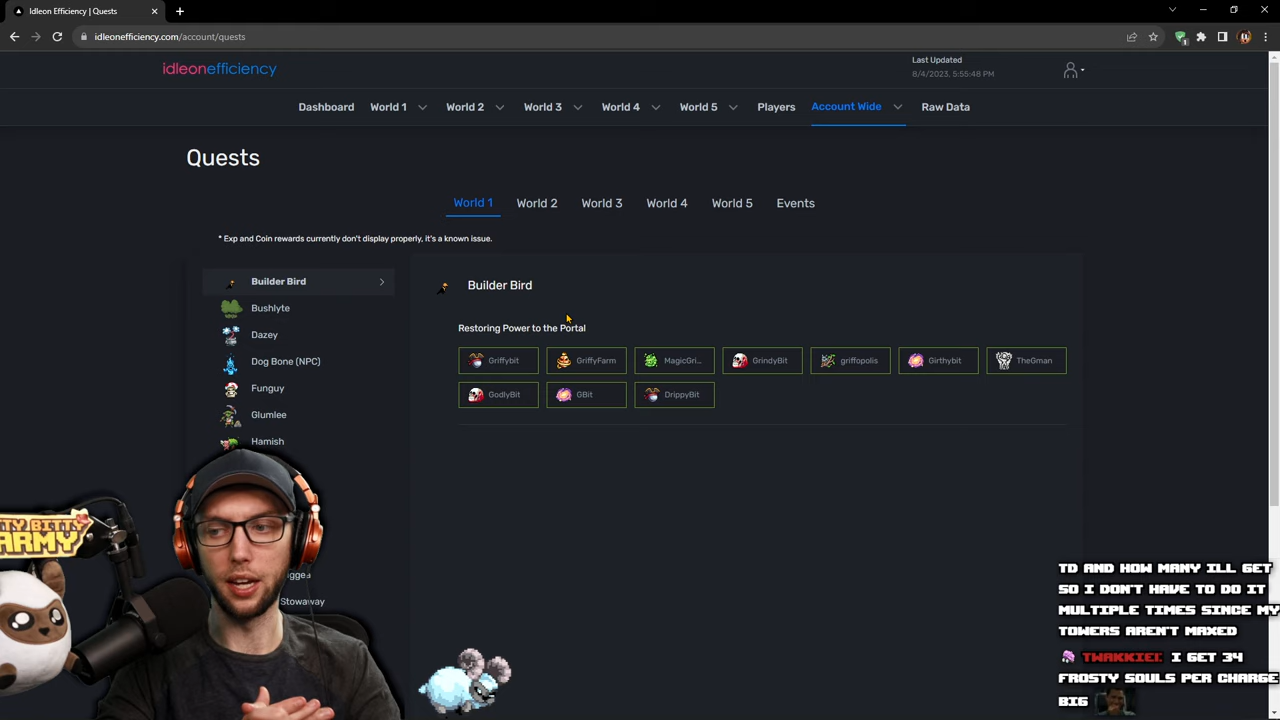 Idleon Efficiency | Quests
idleonefficiency.com/account/quests
idleonefficiency
Last Updated
8/4/2023, 5:55:48 PM
Dashboard World 1 World 2 World 3 World 4 World 5 Players Account Wide Raw Data
Quests
World 1 World 2 World 3 World 4 World 5 Events
* Exp and Coin rewards currently don't display properly, it's a known issue.
Builder Bird
Bushlyte
Dazey
Dog Bone (NPC)
Funguy
Glumlee
Hamish
Stowaway
Builder Bird
Restoring Power to the Portal
Griffybit GriffyFarm MagicGri... GrindyBit griffopolis Girthybit TheGman
GodlyBit GBit DrippyBit
TY BITTY
ARMY
TD AND HOW MANY ILL GET
SO I DON'T HAVE TO DO IT
MULTIPLE TIMES SINCE MY
TOWERS AREN'T MAXED
TWAKKIE: I GET 34
FROSTY SOULS PER CHARGE
BIG